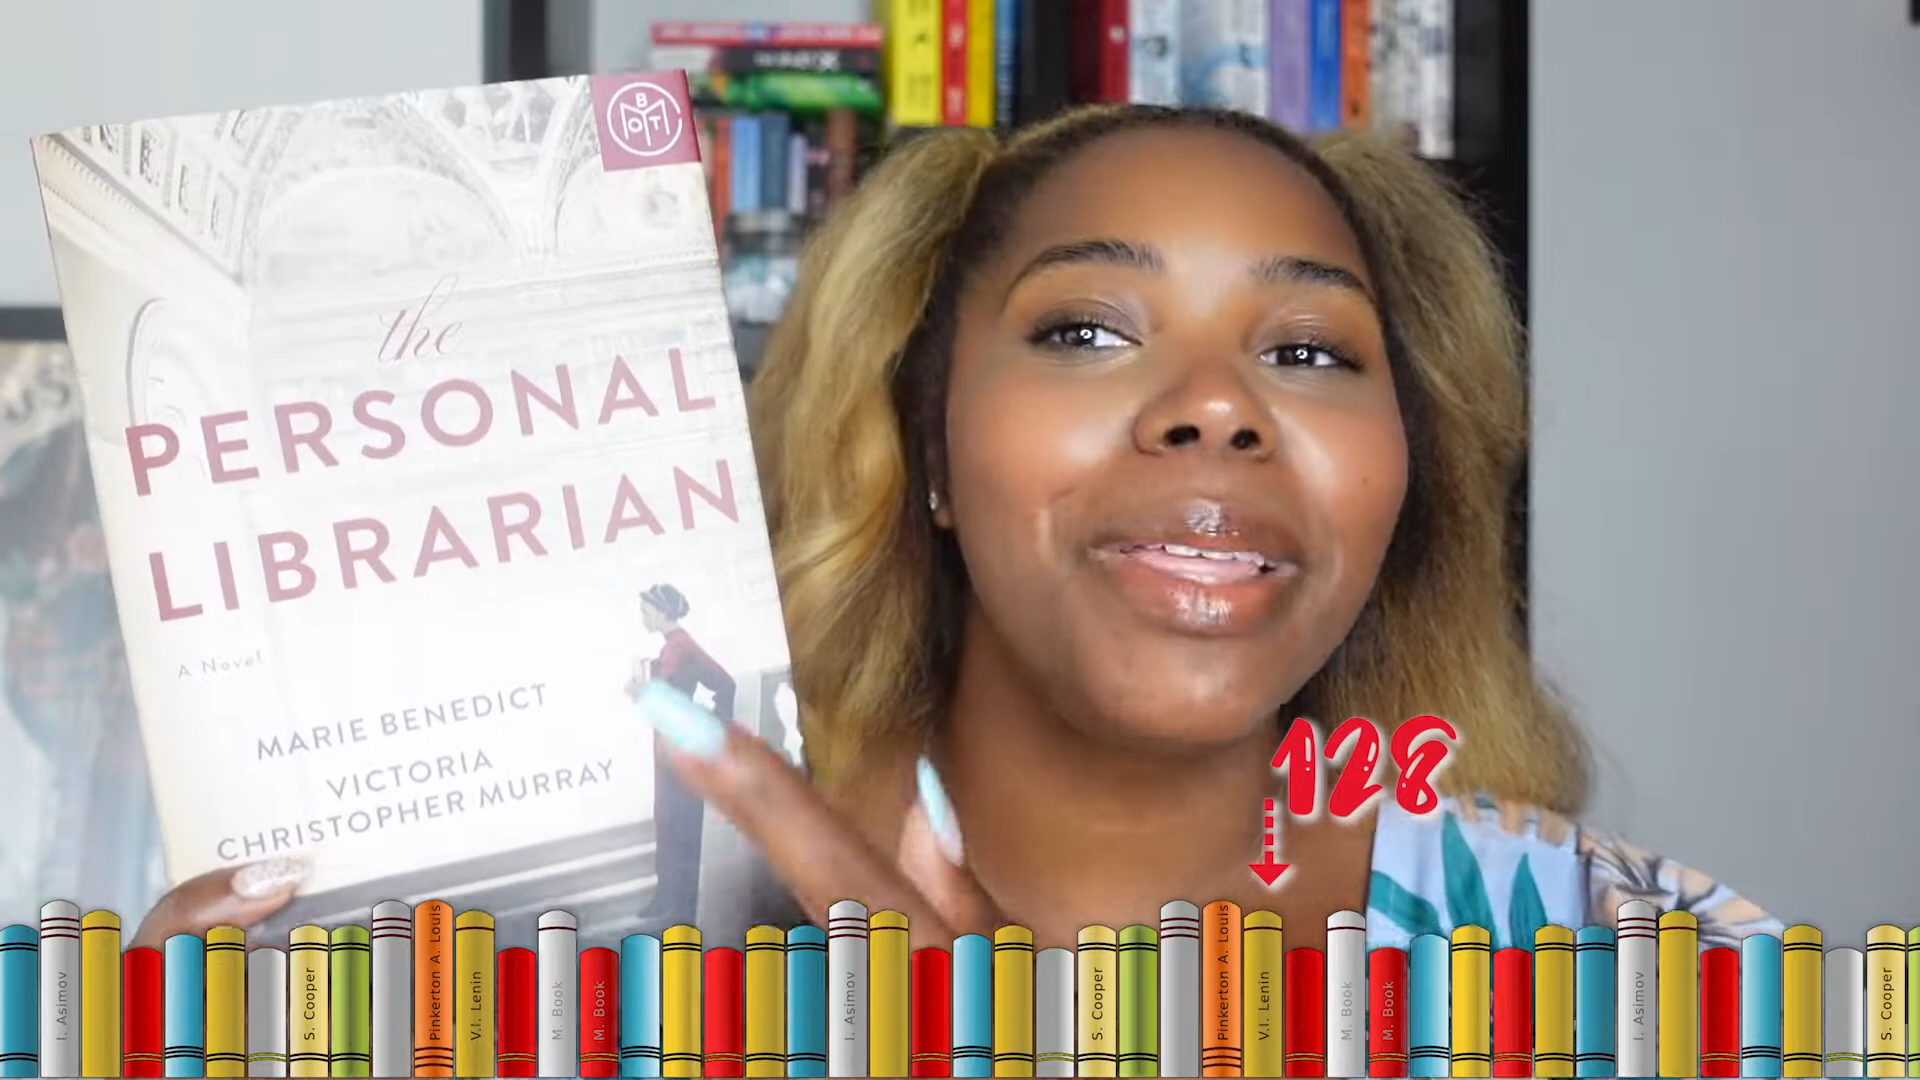 BOTM
the
PERSONAL
LIBRARIAN
A Novel
MARIE BENEDICT
VICTORIA
CHRISTOPHER MURRAY
128
I. Asimov
S. Cooper
Pinkerton A. Louis
V.I. Lenin
M. Book
M. Book
I. Asimov
S. Cooper
Pinkerton A. Louis
V.I. Lenin
M. Book
M. Book
I. Asimov
S. Cooper